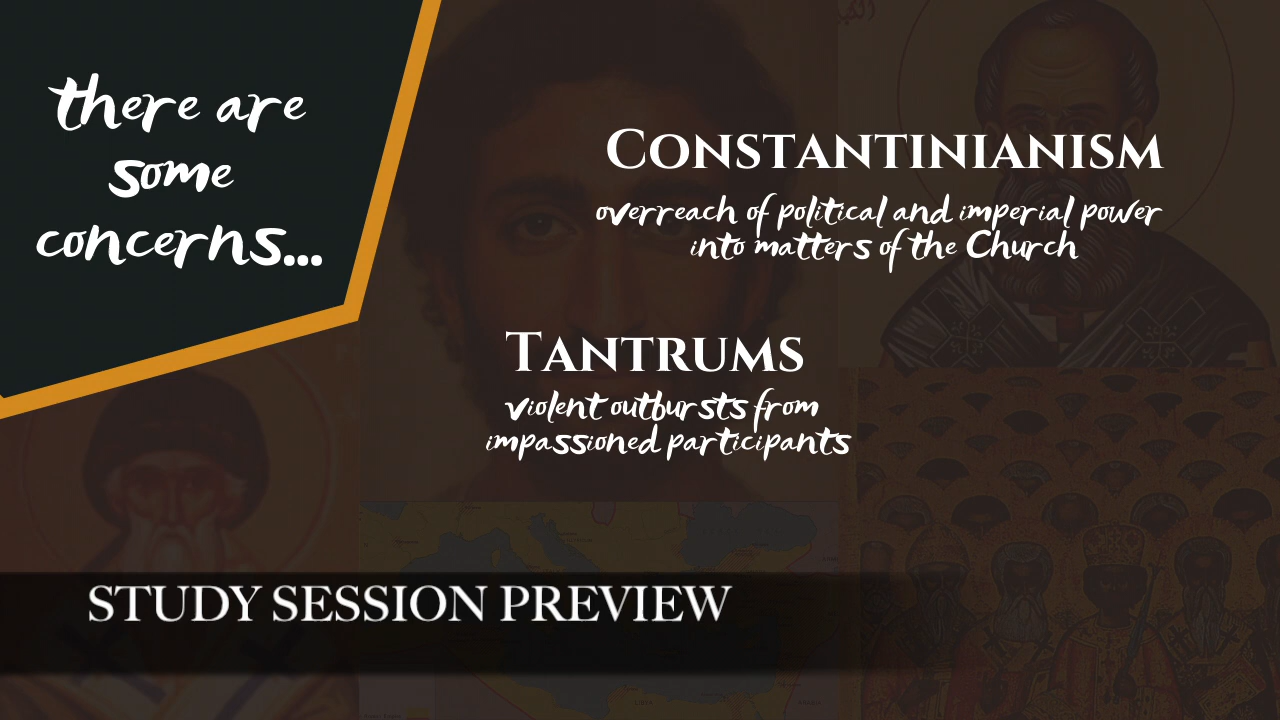 there are
some
concerns...
Constantinianism
overreach of political and imperial power
into matters of the Church
Tantrums
violent outbursts from
impassioned participants
STUDY SESSION PREVIEW